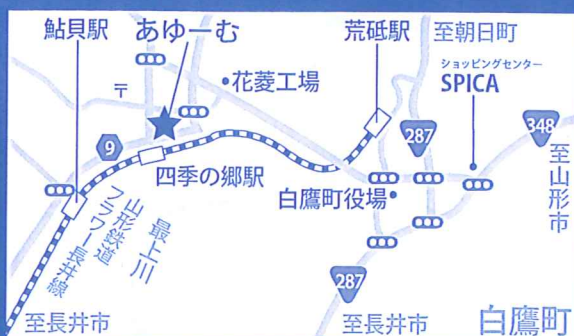 鮎貝駅
あゆーむ
荒砥駅
至朝日町
ショッピングセンター
SPICA
〒
花菱工場
287
348
9
至山形市
四季の郷駅
白鷹町役場
最上川
山形鉄道
フラワー長井線
287
至長井市
至長井市
白鷹町